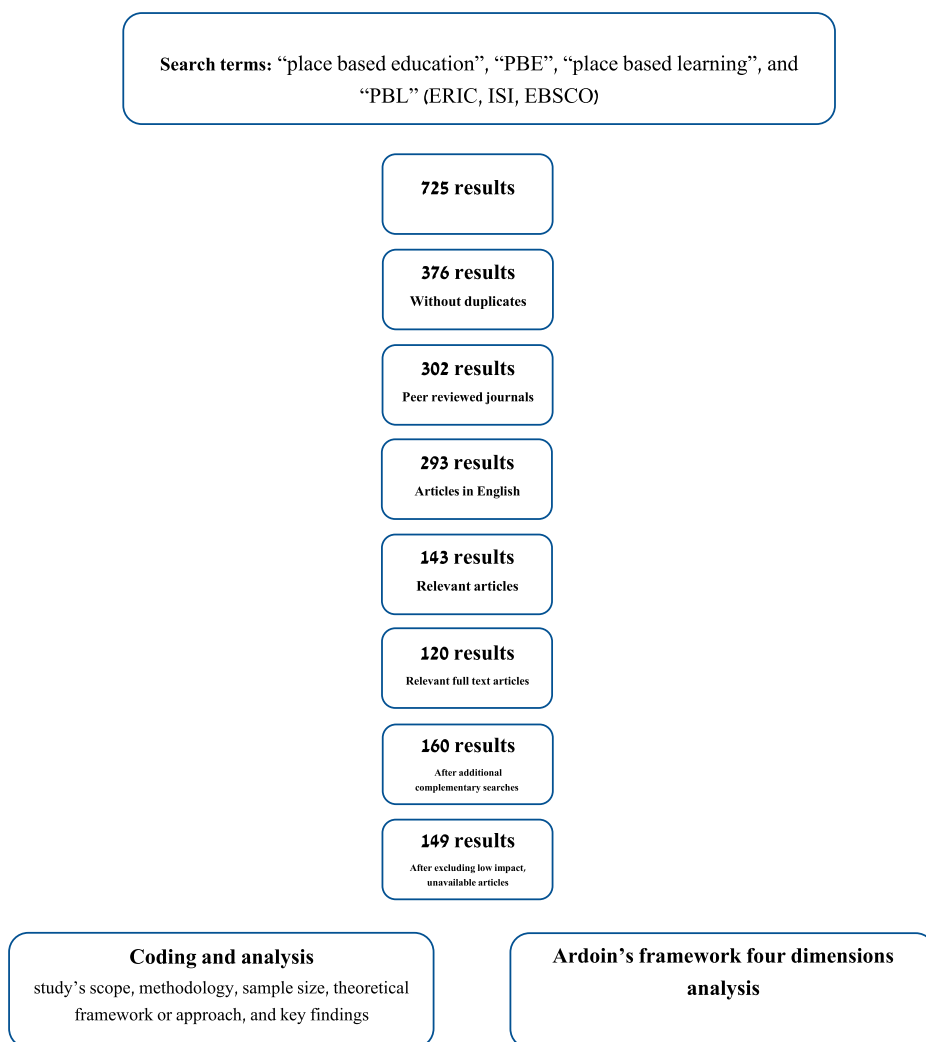 Search terms: “place based education”, “PBE”, “place based learning”, and
“PBL” (ERIC, ISI, EBSCO)
725 results
376 results
Without duplicates
302 results
Peer reviewed journals
293 results
Articles in English
143 results
Relevant articles
120 results
Relevant full text articles
160 results
After additional
complementary searches
149 results
After excluding low impact,
unavailable articles
Coding and analysis
study’s scope, methodology, sample size, theoretical
framework or approach, and key findings
Ardoin’s framework four dimensions
analysis